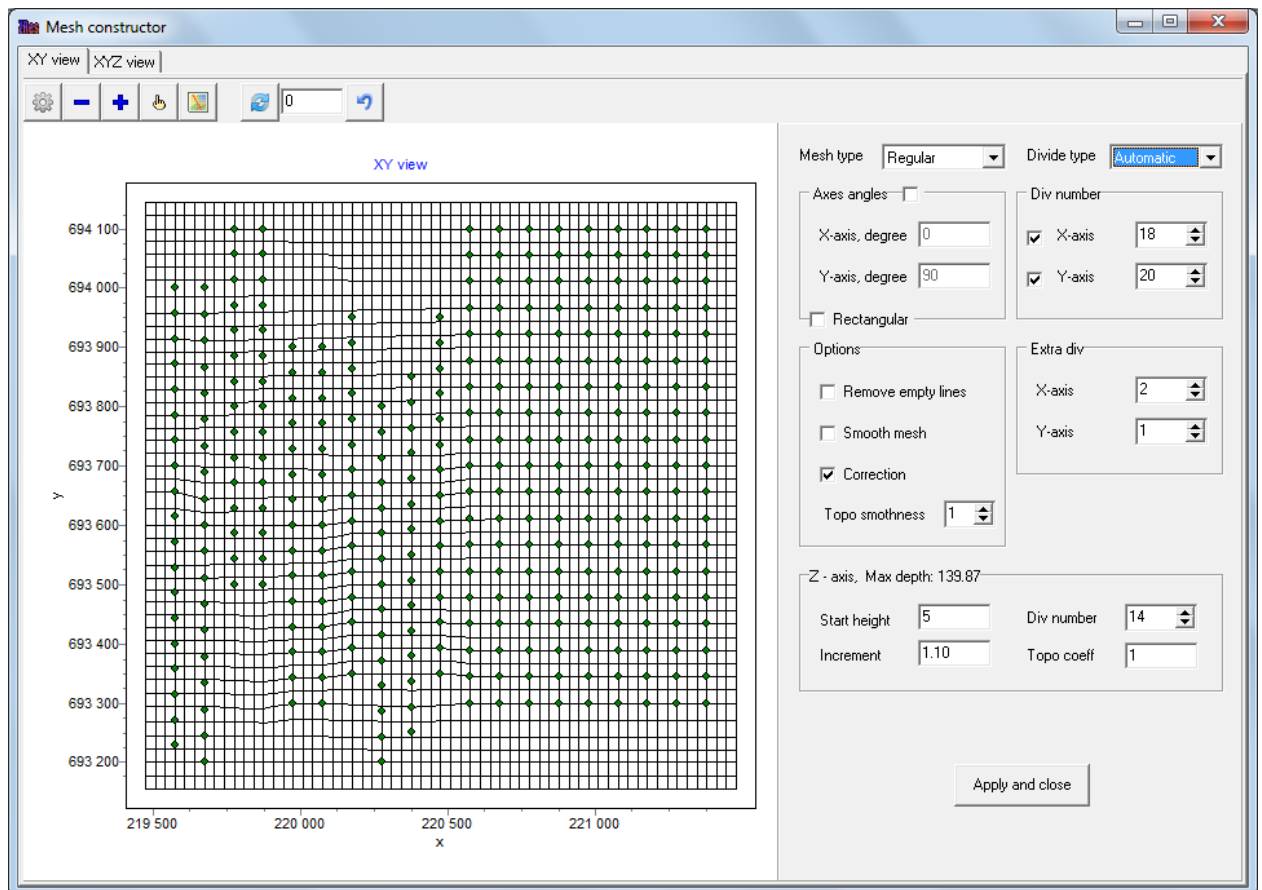 Mesh constructor
XY view XYZ view
0
XY view
694 100
694 000
693 900
693 800
693 700
693 600
693 500
693 400
693 300
693 200
y
219 500 220 000 220 500 221 000
x
Mesh type Regular Divide type Automatic
Axes angles Div number
X-axis, degree 0 X-axis 18
Y-axis, degree 90 Y-axis 20
Rectangular
Options Extra div
Remove empty lines X-axis 2
Smooth mesh Y-axis 1
Correction
Topo smothness 1
Z - axis, Max depth: 139.87
Start height 5 Div number 14
Increment 1.10 Topo coeff 1
Apply and close